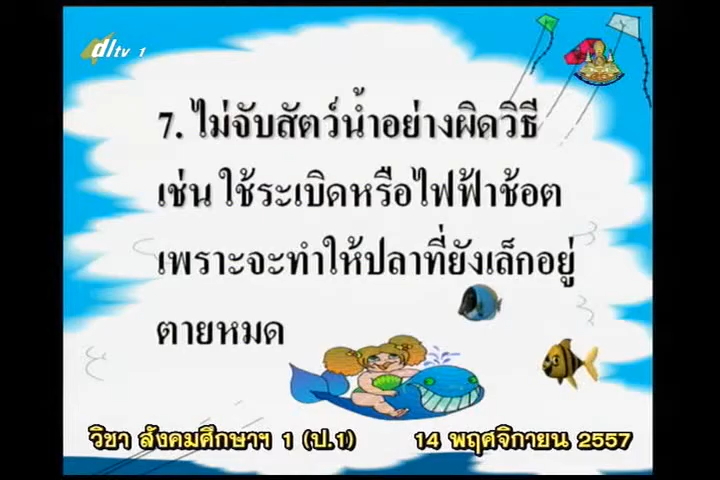 dltv 1
7. ไม่จับสัตว์น้ำอย่างผิดวิธี
เช่น ใช้ระเบิดหรือไฟฟ้าช้อต
เพราะจะทำให้ปลาที่ยังเล็กอยู่
ตายหมด
วิชา สังคมศึกษาฯ 1 (ป.1) 14 พฤศจิกายน 2557